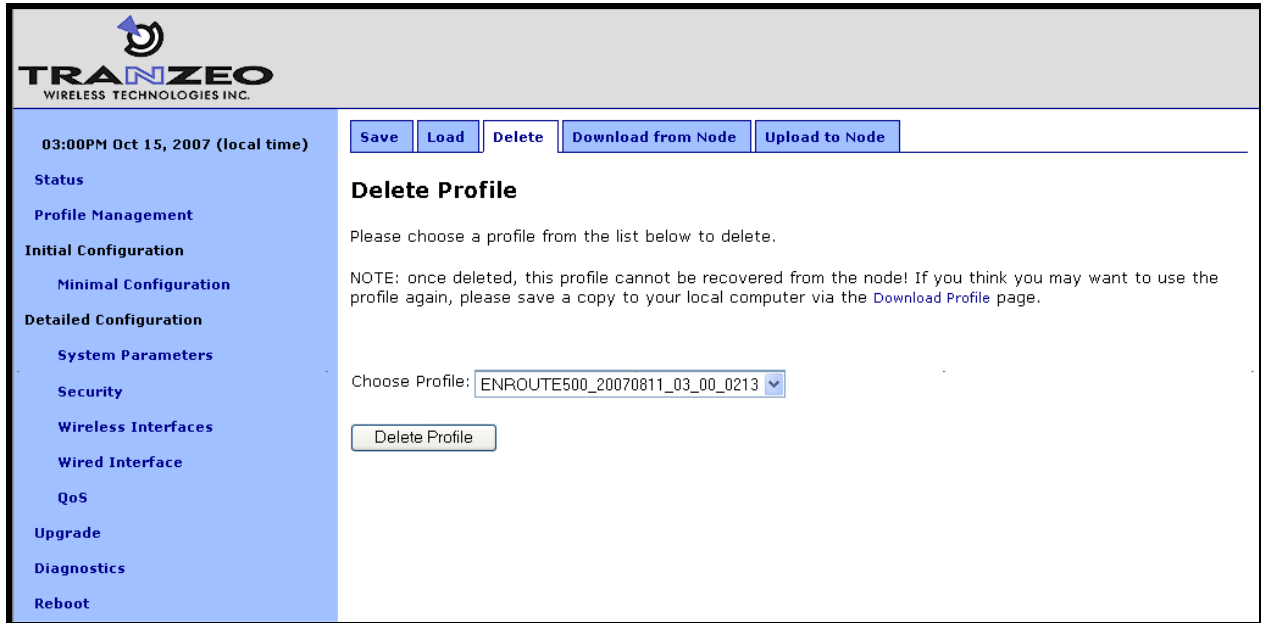 TRANZEO
WIRELESS TECHNOLOGIES INC.
03:00PM Oct 15, 2007 (local time)
Status
Profile Management
Initial Configuration
Minimal Configuration
Detailed Configuration
System Parameters
Security
Wireless Interfaces
Wired Interface
QoS
Upgrade
Diagnostics
Reboot
Save Load Delete Download from Node Upload to Node
Delete Profile
Please choose a profile from the list below to delete.
NOTE: once deleted, this profile cannot be recovered from the node! If you think you may want to use the
profile again, please save a copy to your local computer via the Download Profile page.
Choose Profile: ENROUTE500_20070811_03_00_0213
Delete Profile